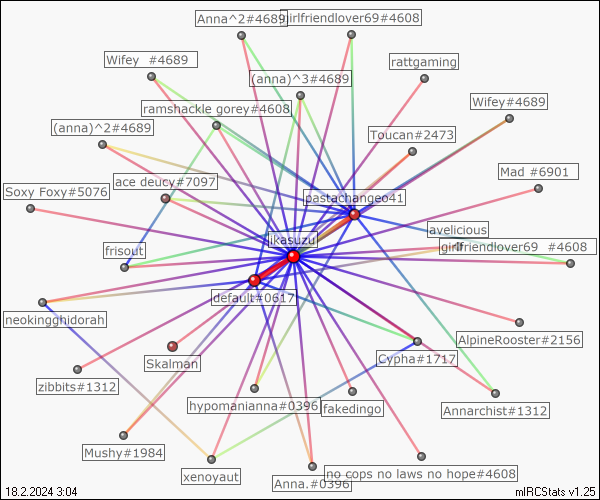 Anna^2#4689
girlfriendlover69#4608
Wifey  #4689
rattgaming
(anna)^3#4689
ramshackle gorey#4608
Wifey#4689
(anna)^2#4689
Toucan#2473
Mad #6901
ace deucy#7097
Soxy Foxy#5076
pastachangeo41
avelicious
ikasuzu
frisout
girlfriendlover69  #4608
default#0617
neokingghidorah
AlpineRooster#2156
Cypha#1717
Skalman
zibbits#1312
hypomanianna#0396
fakedingo
Annarchist#1312
Mushy#1984
xenoyaut
Anna.#0396
no cops no laws no hope#4608
18.2.2024 3:04
mIRCStats v1.25